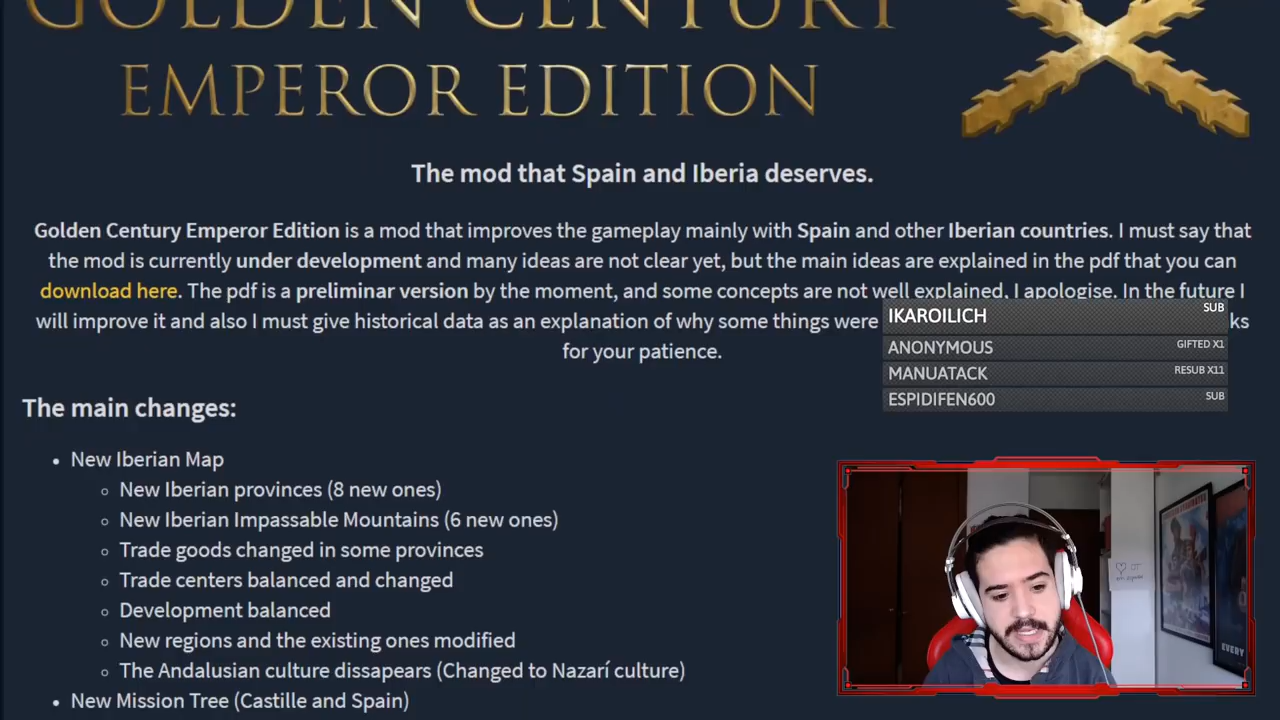 GOLDEN CENTURY
EMPEROR EDITION
The mod that Spain and Iberia deserves.
Golden Century Emperor Edition is a mod that improves the gameplay mainly with Spain and other Iberian countries. I must say that
the mod is currently under development and many ideas are not clear yet, but the main ideas are explained in the pdf that you can
download here. The pdf is a preliminar version by the moment, and some concepts are not well explained, I apologise. In the future I
will improve it and also I must give historical data as an explanation of why some things were
for your patience.
IKAROILICH SUB
ANONYMOUS GIFTED X1
MANUATACK RESUB X11
ESPIDIFEN600 SUB
The main changes:
• New Iberian Map
◦ New Iberian provinces (8 new ones)
◦ New Iberian Impassable Mountains (6 new ones)
◦ Trade goods changed in some provinces
◦ Trade centers balanced and changed
◦ Development balanced
◦ New regions and the existing ones modified
◦ The Andalusian culture dissapears (Changed to Nazarí culture)
• New Mission Tree (Castille and Spain)
EVERY